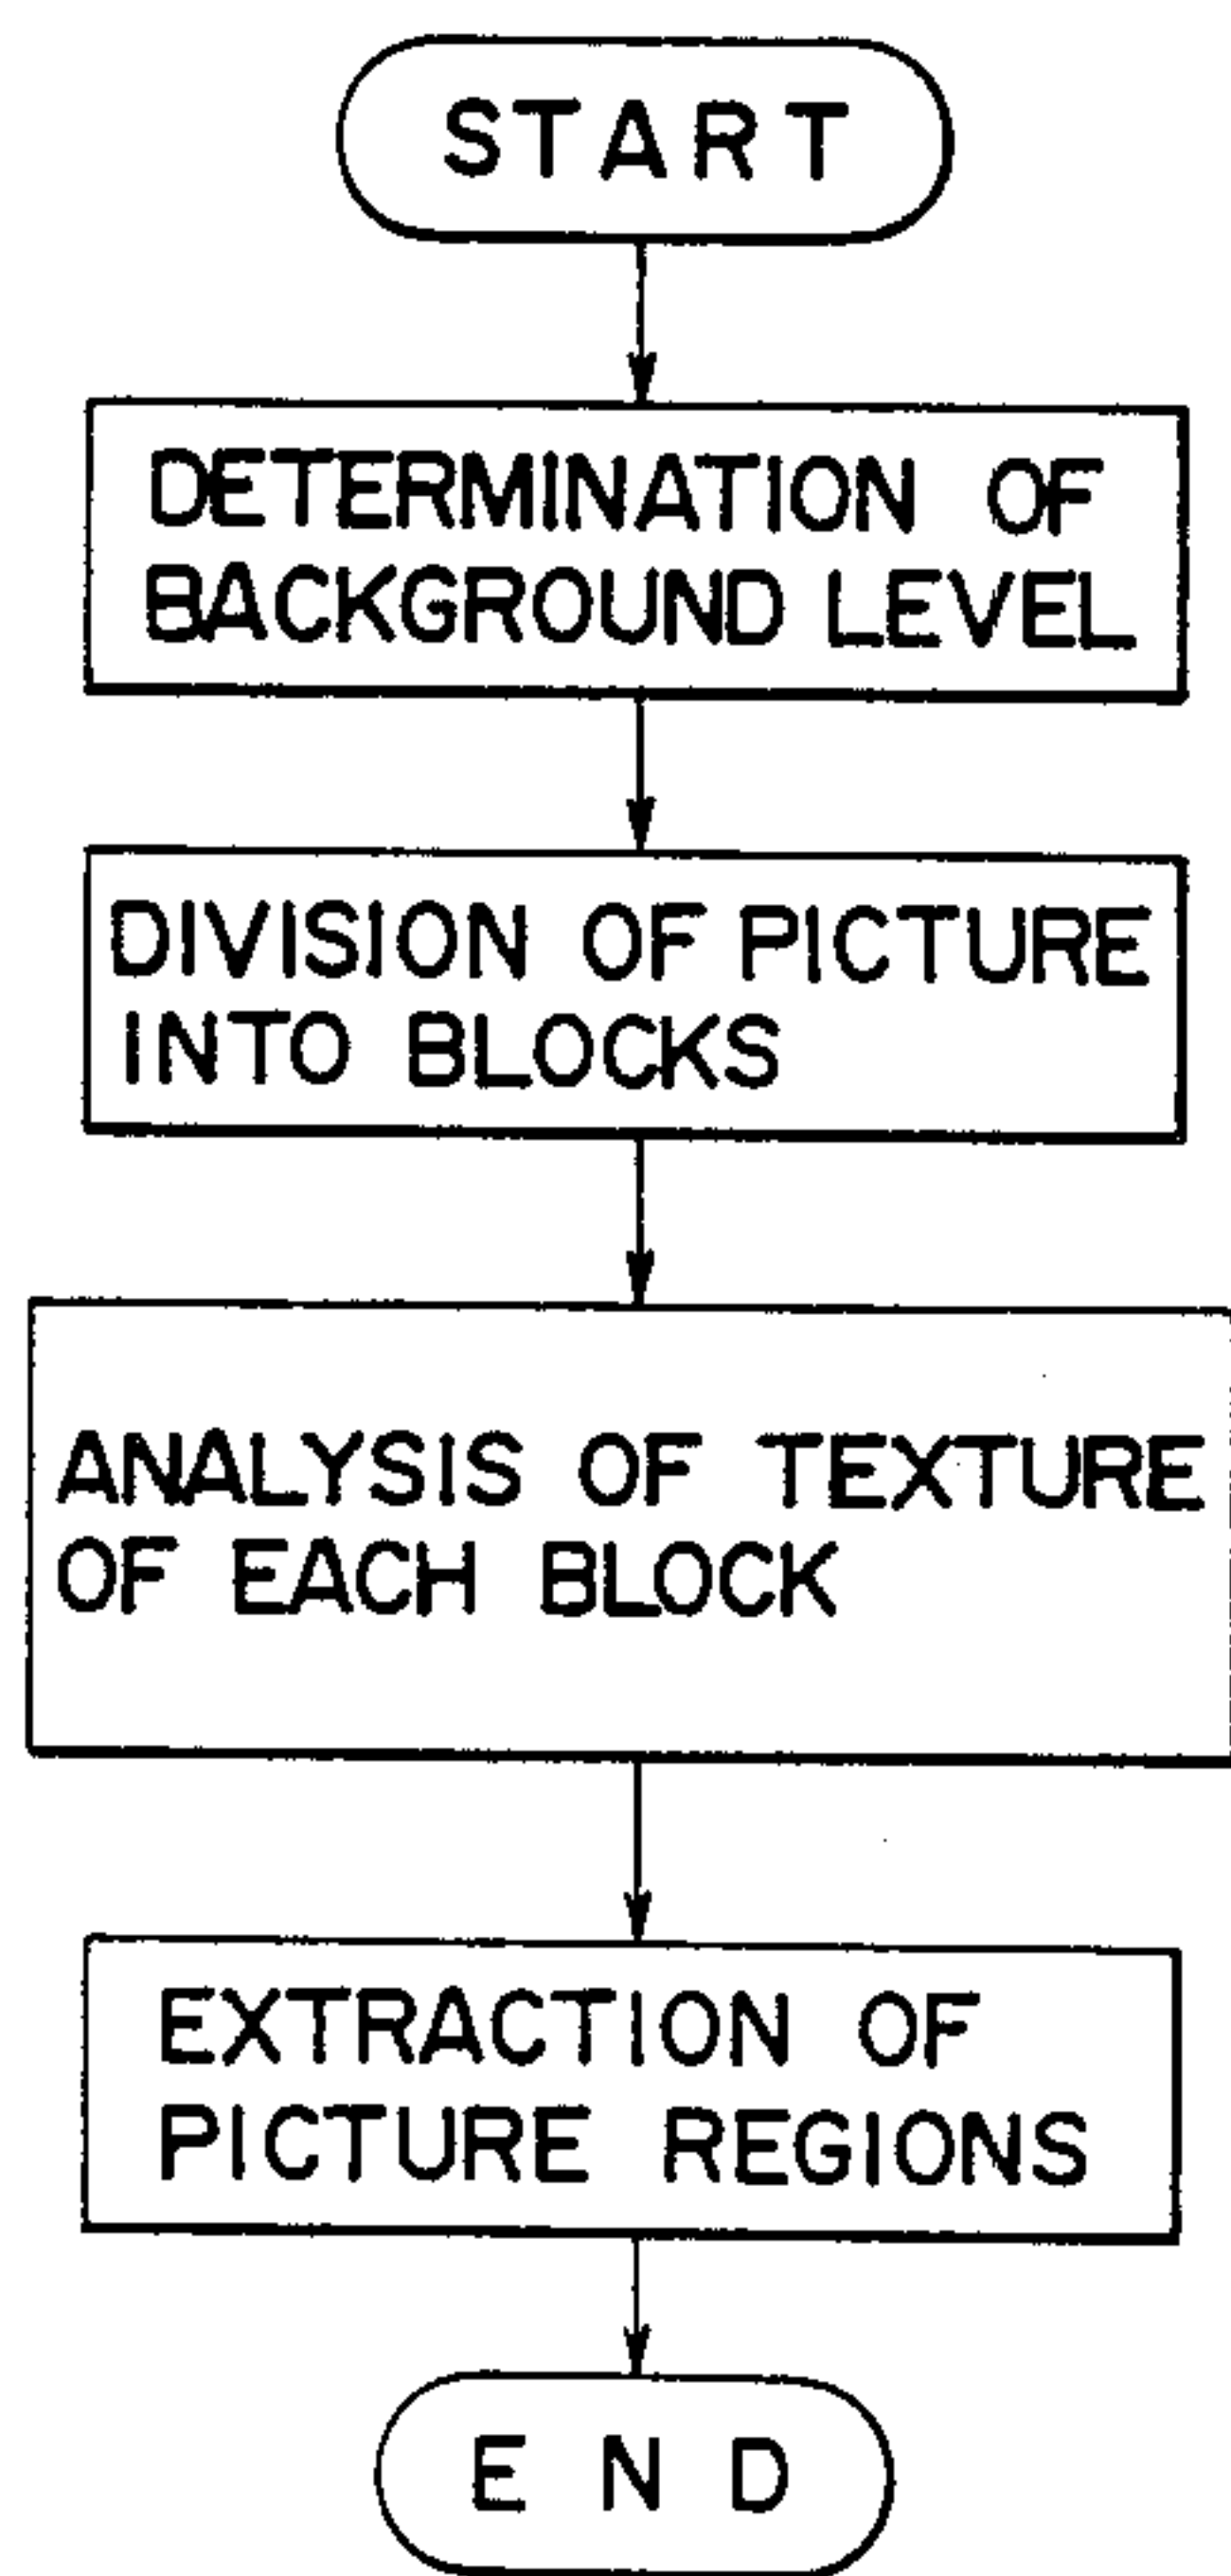 START
DETERMINATION OF
BACKGROUND LEVEL
DIVISION OF PICTURE
INTO BLOCKS
ANALYSIS OF TEXTURE
OF EACH BLOCK
EXTRACTION OF
PICTURE REGIONS
END